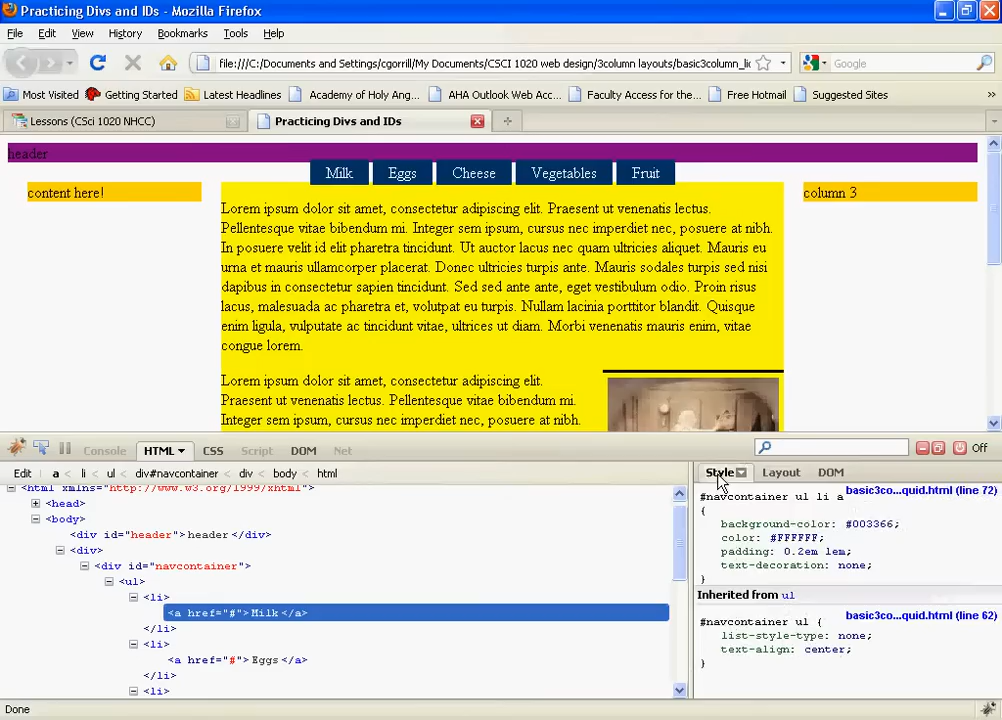 Practicing Divs and IDs - Mozilla Firefox
File Edit View History Bookmarks Tools Help
file:///C:/Documents and Settings/cgorrill/My Documents/CSCI 1020 web design/3column layouts/basic3column_lic
Google
Most Visited Getting Started Latest Headlines Academy of Holy Ang... AHA Outlook Web Acc... Faculty Access for the... Free Hotmail Suggested Sites »
Lessons (CSci 1020 NHCC) Practicing Divs and IDs
header
Milk Eggs Cheese Vegetables Fruit
content here!
column 3
Lorem ipsum dolor sit amet, consectetur adipiscing elit. Praesent ut venenatis lectus.
Pellentesque vitae bibendum mi. Integer sem ipsum, cursus nec imperdiet nec, posuere at nibh.
In posuere velit id elit pharetra tincidunt. Ut auctor lacus nec quam ultricies aliquet. Mauris eu
urna et mauris ullamcorper placerat. Donec ultricies turpis ante. Mauris sodales turpis sed nisi
dapibus in consectetur sapien tincidunt. Sed sed ante ante, eget vestibulum odio. Proin risus
lacus, malesuada ac pharetra et, volutpat eu turpis. Nullam lacinia porttitor blandit. Quisque
enim ligula, vulputate ac tincidunt vitae, ultrices ut diam. Morbi venenatis mauris enim, vitae
congue lorem.
Lorem ipsum dolor sit amet, consectetur adipiscing elit.
Praesent ut venenatis lectus. Pellentesque vitae bibendum mi.
Integer sem ipsum, cursus nec imperdiet nec, posuere at nibh.
Console HTML CSS Script DOM Net
Off
Edit a < li < ul < div#navcontainer < div < body < html
Style Layout DOM
<html xmlns="http://www.w3.org/1999/xhtml">
<head>
<body>
<div id="header">header</div>
<div>
<div id="navcontainer">
<ul>
<li>
<a href="#">Milk</a>
</li>
<li>
<a href="#">Eggs</a>
</li>
<li>
basic3co...quid.html (line 72)
#navcontainer ul li a
{
background-color: #003366;
color: #FFFFFF;
padding: 0.2em 1em;
text-decoration: none;
}
Inherited from ul
basic3co...quid.html (line 62)
#navcontainer ul {
list-style-type: none;
text-align: center;
}
Done